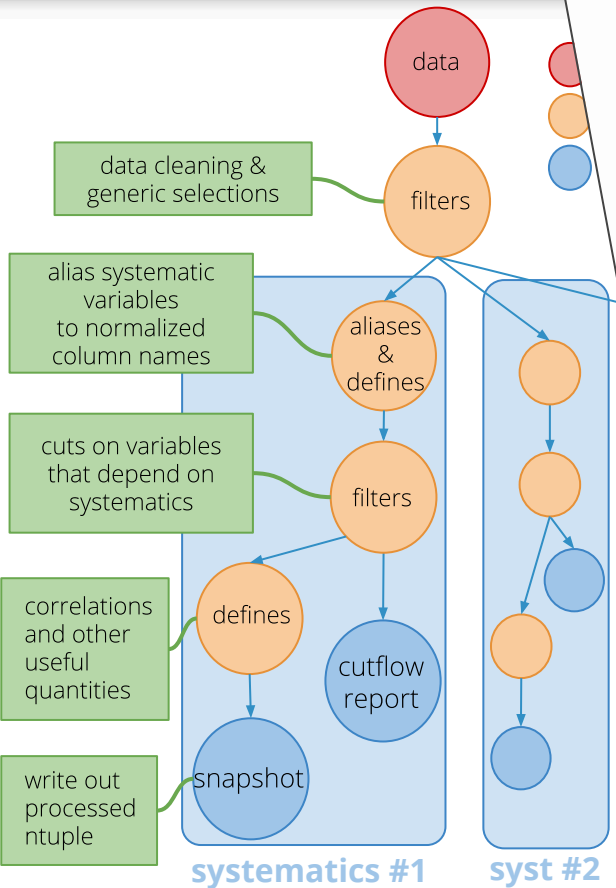 data
data cleaning &
generic selections
filters
alias systematic
variables
to normalized
column names
aliases
&
defines
cuts on variables
that depend on
systematics
filters
correlations
and other
useful
quantities
defines
cutflow
report
write out
processed
ntuple
snapshot
systematics #1
syst #2